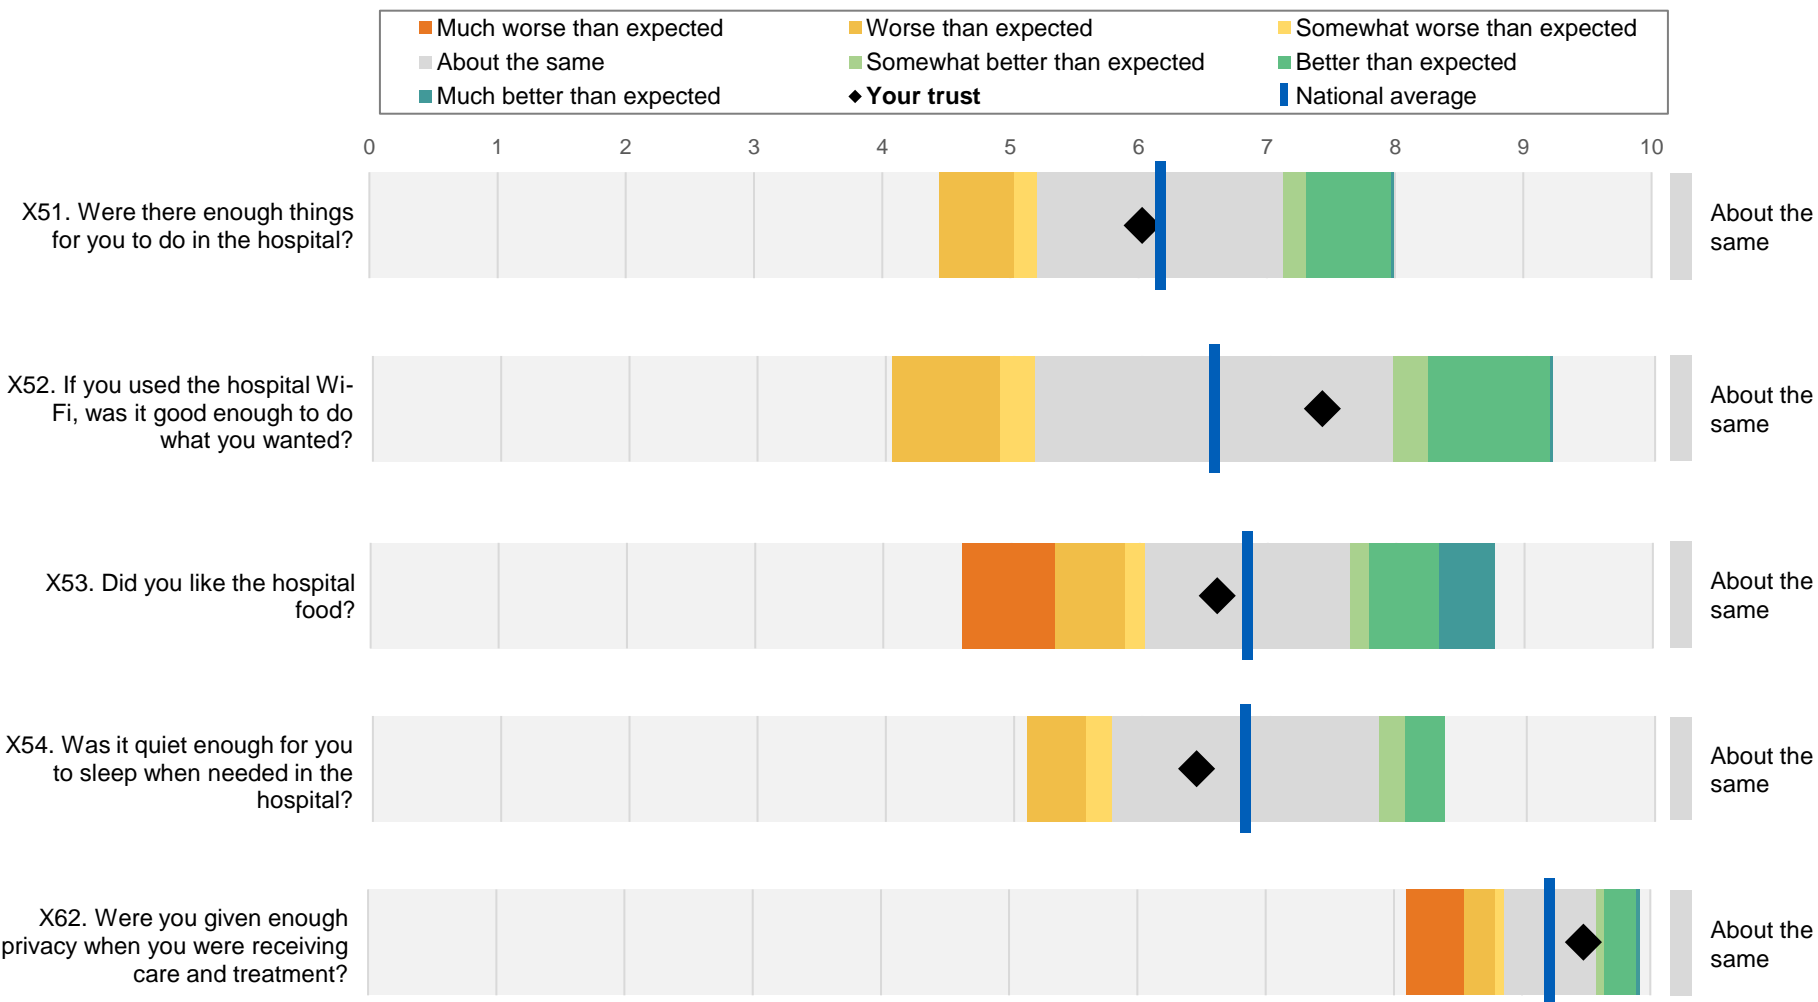 Much worse than expected
Worse than expected
Somewhat worse than expected
About the same
Somewhat better than expected
Better than expected
Much better than expected
Your trust
National average
0 1 2 3 4 5 6 7 8 9 10
X51. Were there enough things
for you to do in the hospital?
About the
same
X52. If you used the hospital Wi-
Fi, was it good enough to do
what you wanted?
About the
same
X53. Did you like the hospital
food?
About the
same
X54. Was it quiet enough for you
to sleep when needed in the
hospital?
About the
same
X62. Were you given enough
privacy when you were receiving
care and treatment?
About the
same